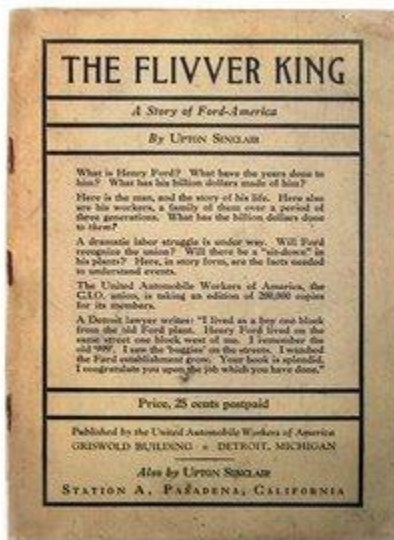 THE FLIVVER KING
A Story of Ford-America
By UPTON SINCLAIR
What is Henry Ford? What have the years done to
him? What has his billion dollars made of him?
Here is the man, and the story of his life. Here also
are his workers, a family of them over a period of
three generations. What has the billion dollars done
to them?
A dramatic labor struggle is under way. Will Ford
recognize the union? Will there be a "sit-down" in
his plants? Here, in story form, are the facts needed
to understand events.
The United Automobile Workers of America, the
C.I.O. union, is taking an edition of 200,000 copies
for its members.
A Detroit lawyer writes: "I lived as a boy one block
from the old Ford plant. Henry Ford lived on the
same street one block west of me. I remember the
old '999'. I saw the 'buggies' on the streets. I watched
the Ford establishment grow. Your book is splendid.
I congratulate you upon the job which you have done."
Price, 25 cents postpaid
Published by the United Automobile Workers of America
GRISWOLD BUILDING DETROIT, MICHIGAN
Also by UPTON SINCLAIR
STATION A, PASADENA, CALIFORNIA